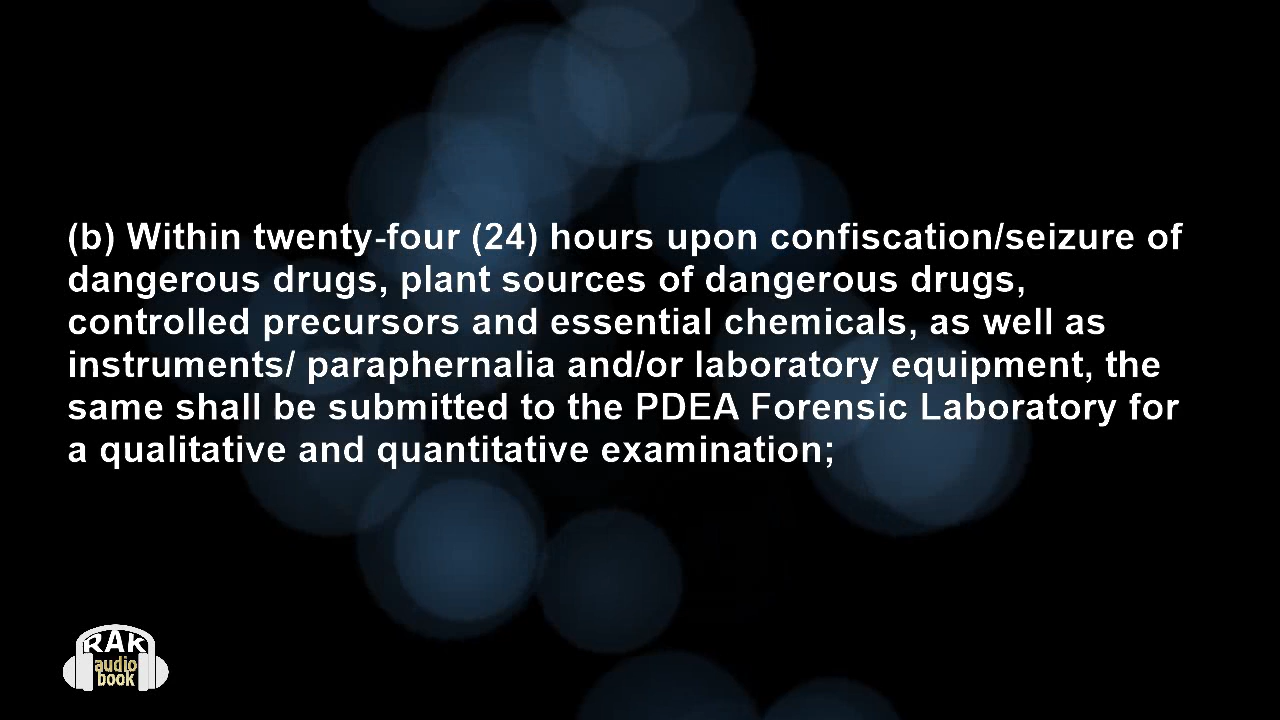 (b) Within twenty-four (24) hours upon confiscation/seizure of
dangerous drugs, plant sources of dangerous drugs,
controlled precursors and essential chemicals, as well as
instruments/ paraphernalia and/or laboratory equipment, the
same shall be submitted to the PDEA Forensic Laboratory for
a qualitative and quantitative examination;
RAK
audio
book